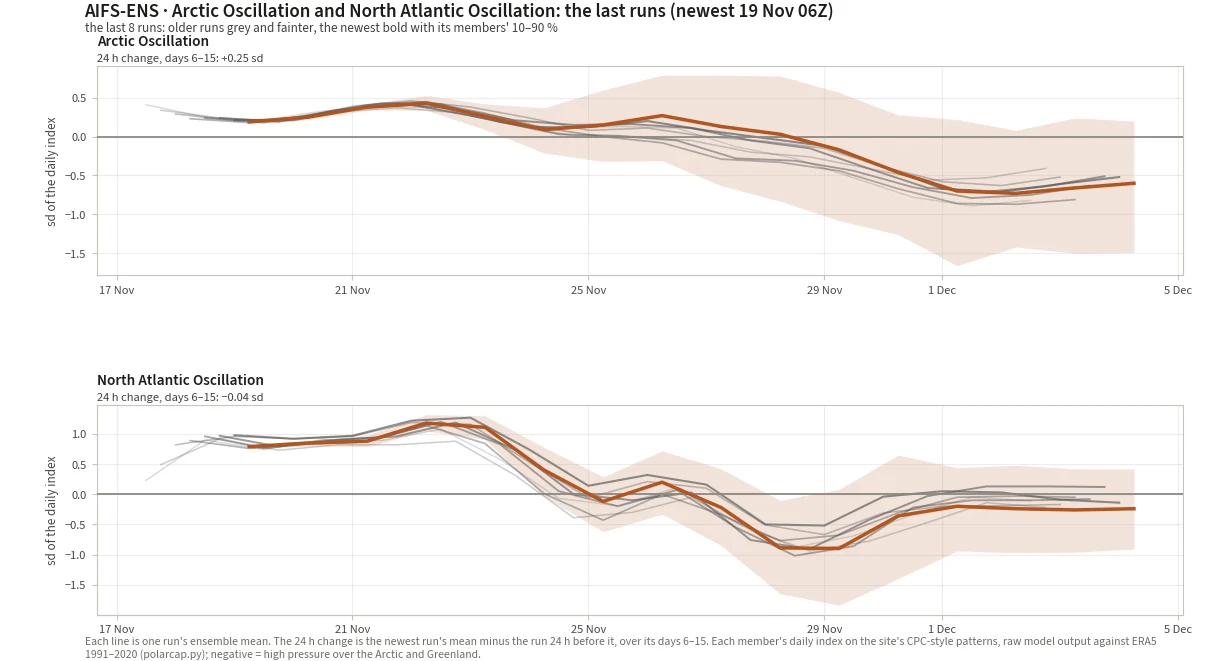 AIFS-ENS · Arctic Oscillation and North Atlantic Oscillation: the last runs (newest 19 Nov 06Z)
the last 8 runs: older runs grey and fainter, the newest bold with its members' 10–90 %
Arctic Oscillation
24 h change, days 6–15: +0.25 sd
sd of the daily index
0.5
0.0
−0.5
−1.0
−1.5
17 Nov 21 Nov 25 Nov 29 Nov 1 Dec 5 Dec
North Atlantic Oscillation
24 h change, days 6–15: −0.04 sd
sd of the daily index
1.0
0.5
0.0
−0.5
−1.0
−1.5
17 Nov 21 Nov 25 Nov 29 Nov 1 Dec 5 Dec
Each line is one run's ensemble mean. The 24 h change is the newest run's mean minus the run 24 h before it, over its days 6–15. Each member's daily index on the site's CPC-style patterns, raw model output against ERA5
1991–2020 (polarcap.py); negative = high pressure over the Arctic and Greenland.